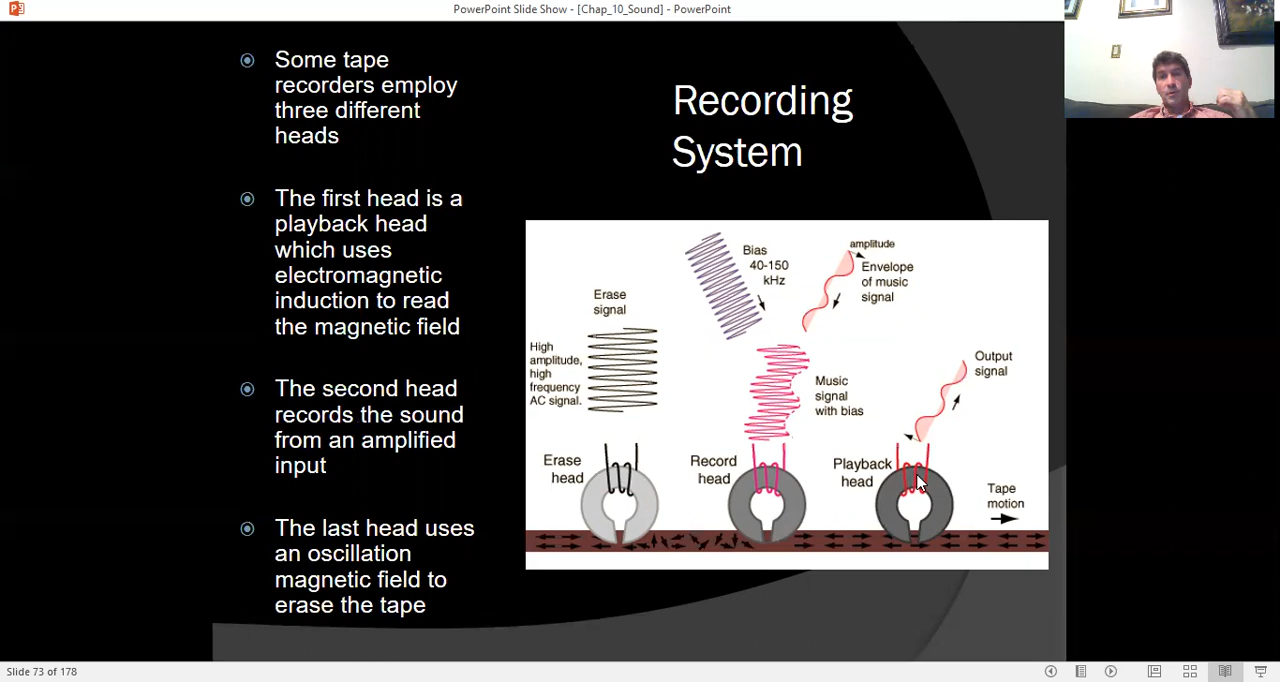 PowerPoint Slide Show - [Chap_10_Sound] - PowerPoint
Some tape
recorders employ
three different
heads
The first head is a
playback head
which uses
electromagnetic
induction to read
the magnetic field
The second head
records the sound
from an amplified
input
The last head uses
an oscillation
magnetic field to
erase the tape
Recording
System
Erase
signal
High
amplitude,
high
frequency
AC signal.
Bias
40-150
kHz
amplitude
Envelope
of music
signal
Music
signal
with bias
Output
signal
Erase
head
Record
head
Playback
head
Tape
motion
Slide 73 of 178